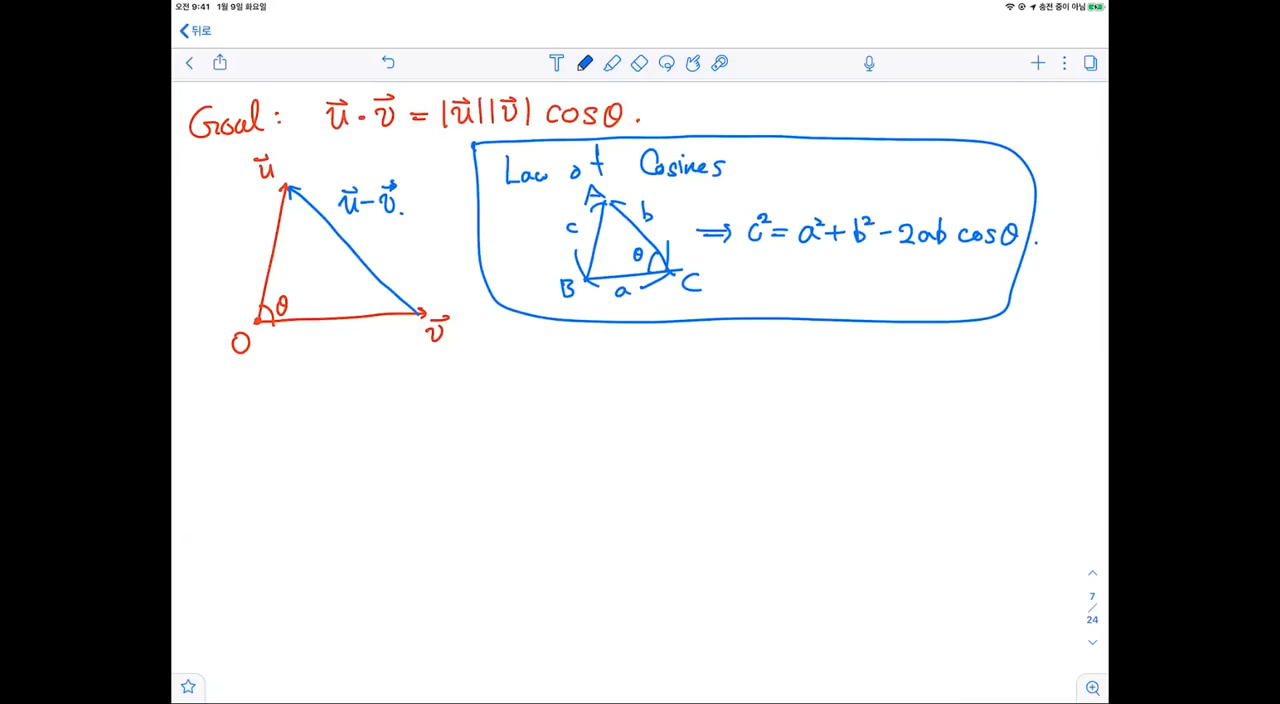 오전 9:41 1월 9일 화요일
충전 중이 아님
뒤로
T
Goal : u⃗ · v⃗ = |u⃗||v⃗| cosθ .
u⃗
u⃗ - v⃗.
θ
O
v⃗
Law of Cosines
A
c
b
θ
B
a
C
⟹ c² = a² + b² - 2ab cosθ .
7
/
24